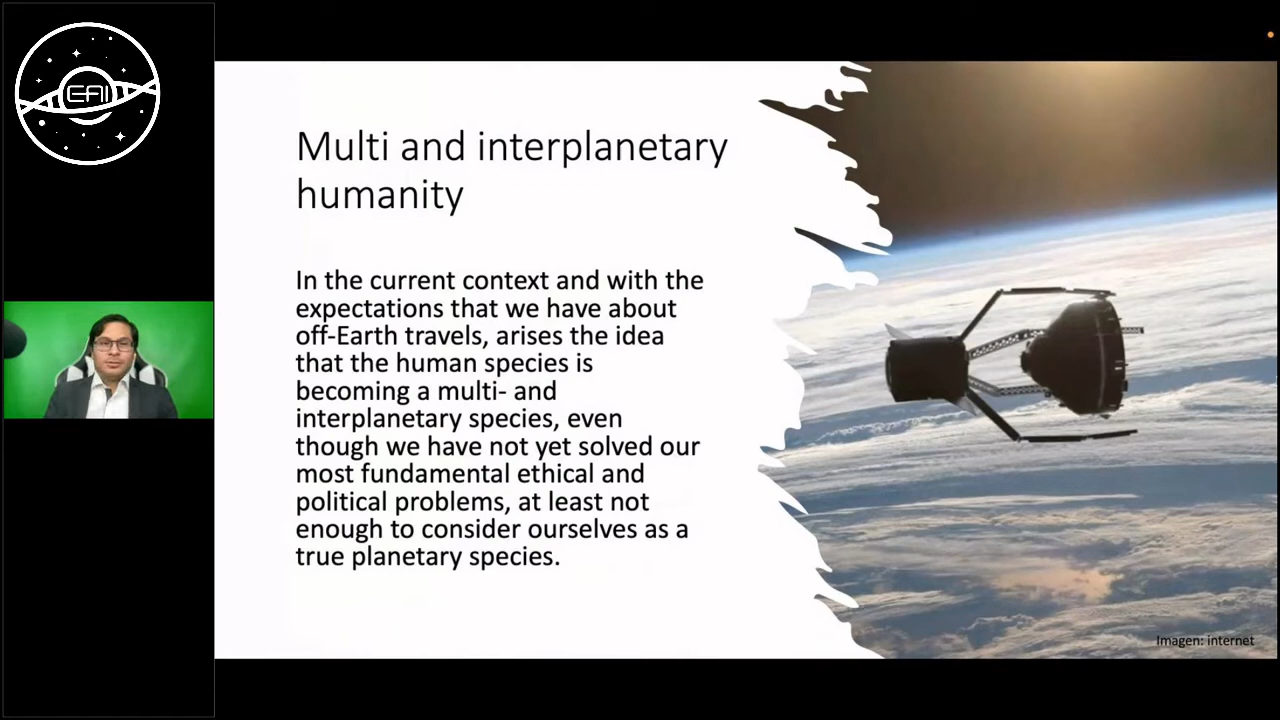 EAI
Multi and interplanetary
humanity
In the current context and with the
expectations that we have about
off-Earth travels, arises the idea
that the human species is
becoming a multi- and
interplanetary species, even
though we have not yet solved our
most fundamental ethical and
political problems, at least not
enough to consider ourselves as a
true planetary species.
Imagen: internet